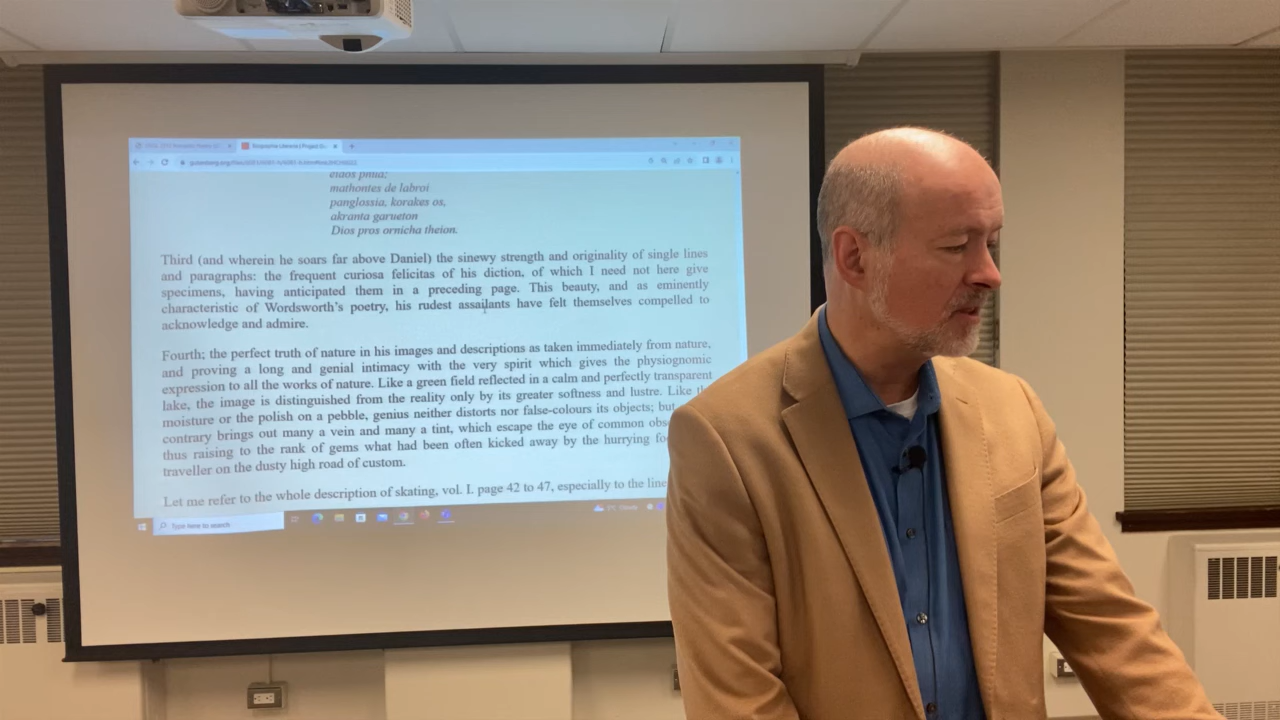 Biographia Literaria | Project Gu
eidos phua;
mathontes de labroi
panglossia, korakes os,
akranta garueton
Dios pros ornicha theion.
Third (and wherein he soars far above Daniel) the sinewy strength and originality of single lines
and paragraphs: the frequent curiosa felicitas of his diction, of which I need not here give
specimens, having anticipated them in a preceding page. This beauty, and as eminently
characteristic of Wordsworth's poetry, his rudest assailants have felt themselves compelled to
acknowledge and admire.
Fourth; the perfect truth of nature in his images and descriptions as taken immediately from nature,
and proving a long and genial intimacy with the very spirit which gives the physiognomic
expression to all the works of nature. Like a green field reflected in a calm and perfectly transparent
lake, the image is distinguished from the reality only by its greater softness and lustre. Like th
moisture or the polish on a pebble, genius neither distorts nor false-colours its objects; but
contrary brings out many a vein and many a tint, which escape the eye of common obs
thus raising to the rank of gems what had been often kicked away by the hurrying fo
traveller on the dusty high road of custom.
Let me refer to the whole description of skating, vol. I. page 42 to 47, especially to the line
Type here to search